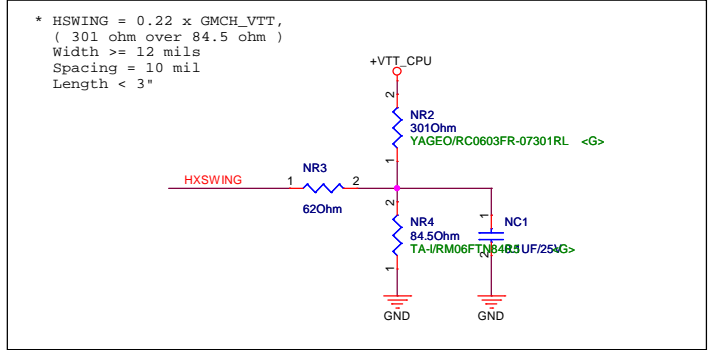 * HSWING = 0.22 x GMCH_VTT,
( 301 ohm over 84.5 ohm )
Width >= 12 mils
Spacing = 10 mil
Length < 3"
+VTT_CPU
2
NR2
301Ohm
YAGEO/RC0603FR-07301RL <G>
1
NR3
HXSWING 1 2
62Ohm
2
NR4
84.5Ohm
1
NC1
2
1
GND
GND